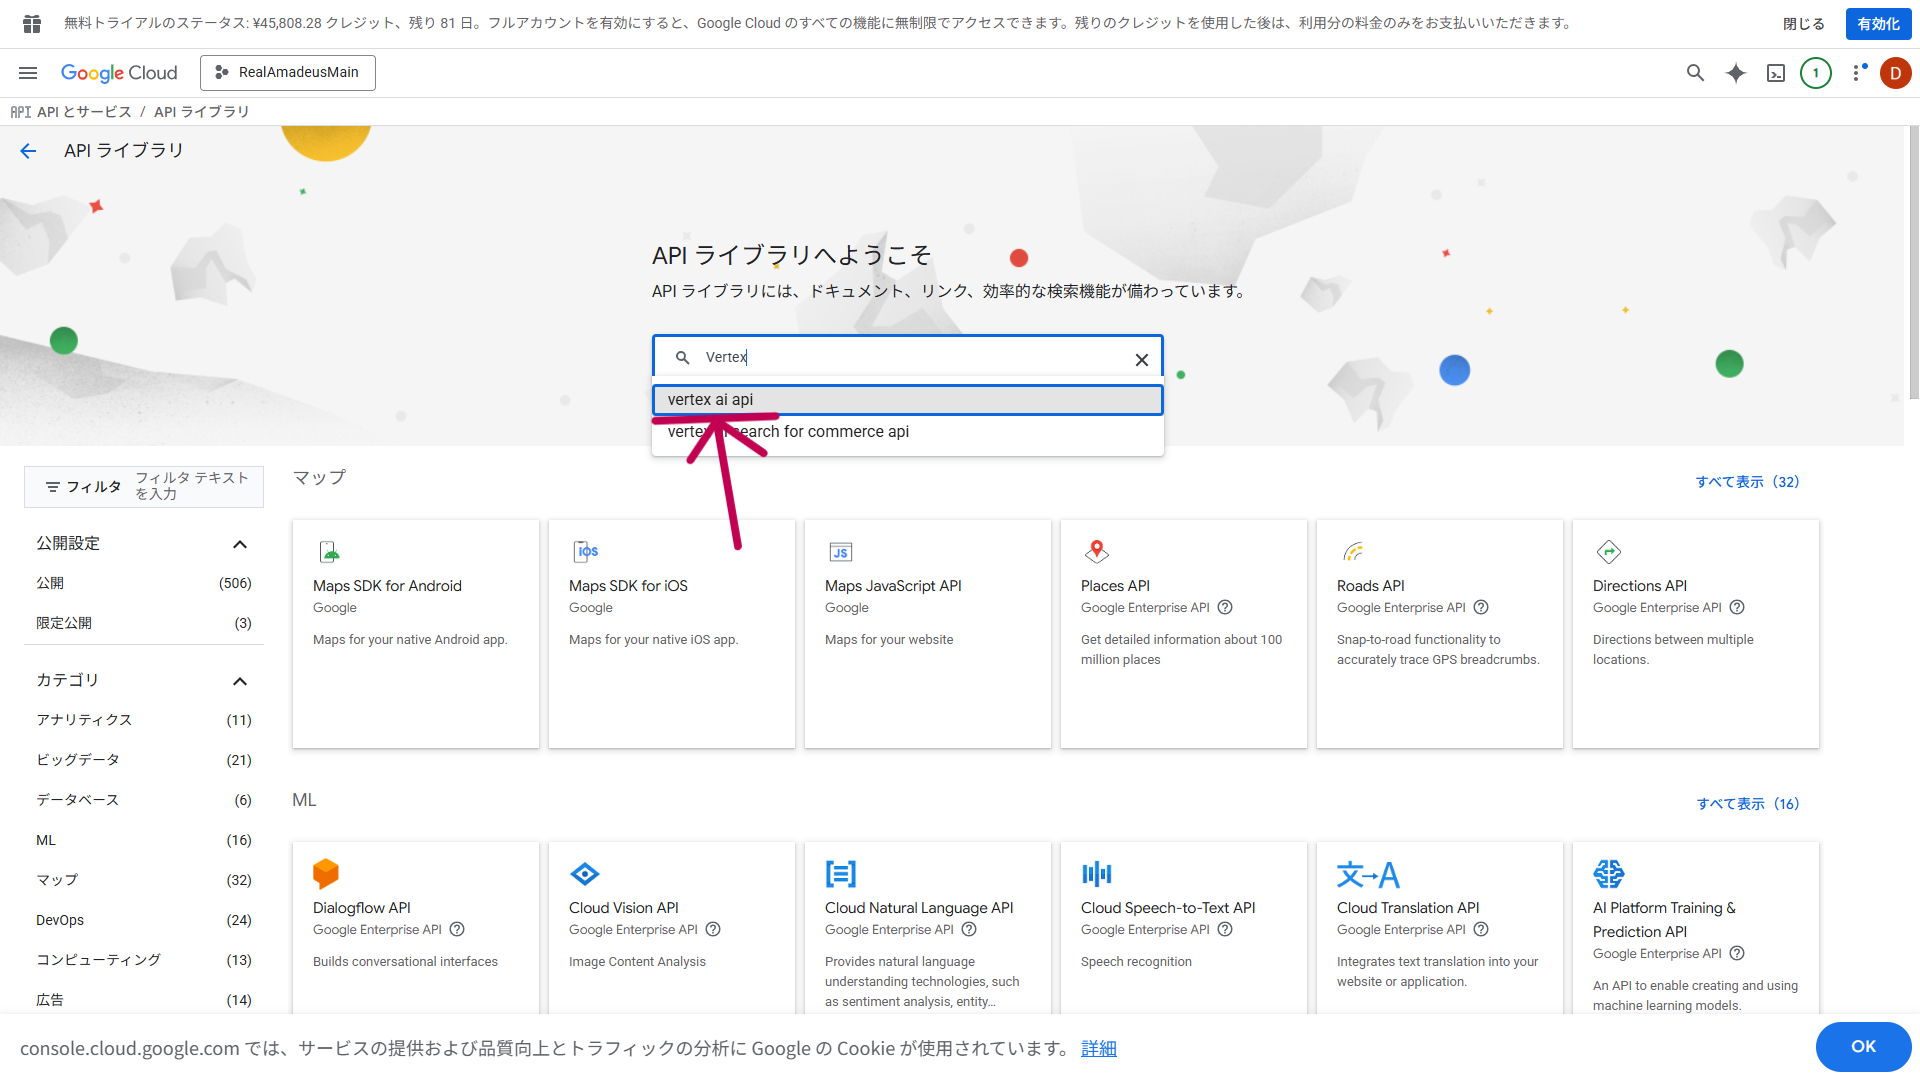 無料トライアルのステータス: ¥45,808.28 クレジット、残り 81 日。フルアカウントを有効にすると、Google Cloud のすべての機能に無制限でアクセスできます。残りのクレジットを使用した後は、利用分の料金のみをお支払いいただきます。
閉じる
有効化
Google Cloud
RealAmadeusMain
1
D
API API とサービス / API ライブラリ
API ライブラリ
API ライブラリへようこそ
API ライブラリには、ドキュメント、リンク、効率的な検索機能が備わっています。
Vertex
vertex ai api
vertex ai search for commerce api
フィルタ
フィルタ テキスト
を入力
公開設定
公開 (506)
限定公開 (3)
カテゴリ
アナリティクス (11)
ビッグデータ (21)
データベース (6)
ML (16)
マップ (32)
DevOps (24)
コンピューティング (13)
広告 (14)
マップ
すべて表示（32）
Maps SDK for Android
Google
Maps for your native Android app.
iOS
Maps SDK for iOS
Google
Maps for your native iOS app.
JS
Maps JavaScript API
Google
Maps for your website
Places API
Google Enterprise API
Get detailed information about 100
million places
Roads API
Google Enterprise API
Snap-to-road functionality to
accurately trace GPS breadcrumbs.
Directions API
Google Enterprise API
Directions between multiple
locations.
ML
すべて表示（16）
Dialogflow API
Google Enterprise API
Builds conversational interfaces
Cloud Vision API
Google Enterprise API
Image Content Analysis
Cloud Natural Language API
Google Enterprise API
Provides natural language
understanding technologies, such
as sentiment analysis, entity…
Cloud Speech-to-Text API
Google Enterprise API
Speech recognition
文→A
Cloud Translation API
Google Enterprise API
Integrates text translation into your
website or application.
AI Platform Training &
Prediction API
Google Enterprise API
An API to enable creating and using
machine learning models.
console.cloud.google.com では、サービスの提供および品質向上とトラフィックの分析に Google の Cookie が使用されています。 詳細
OK